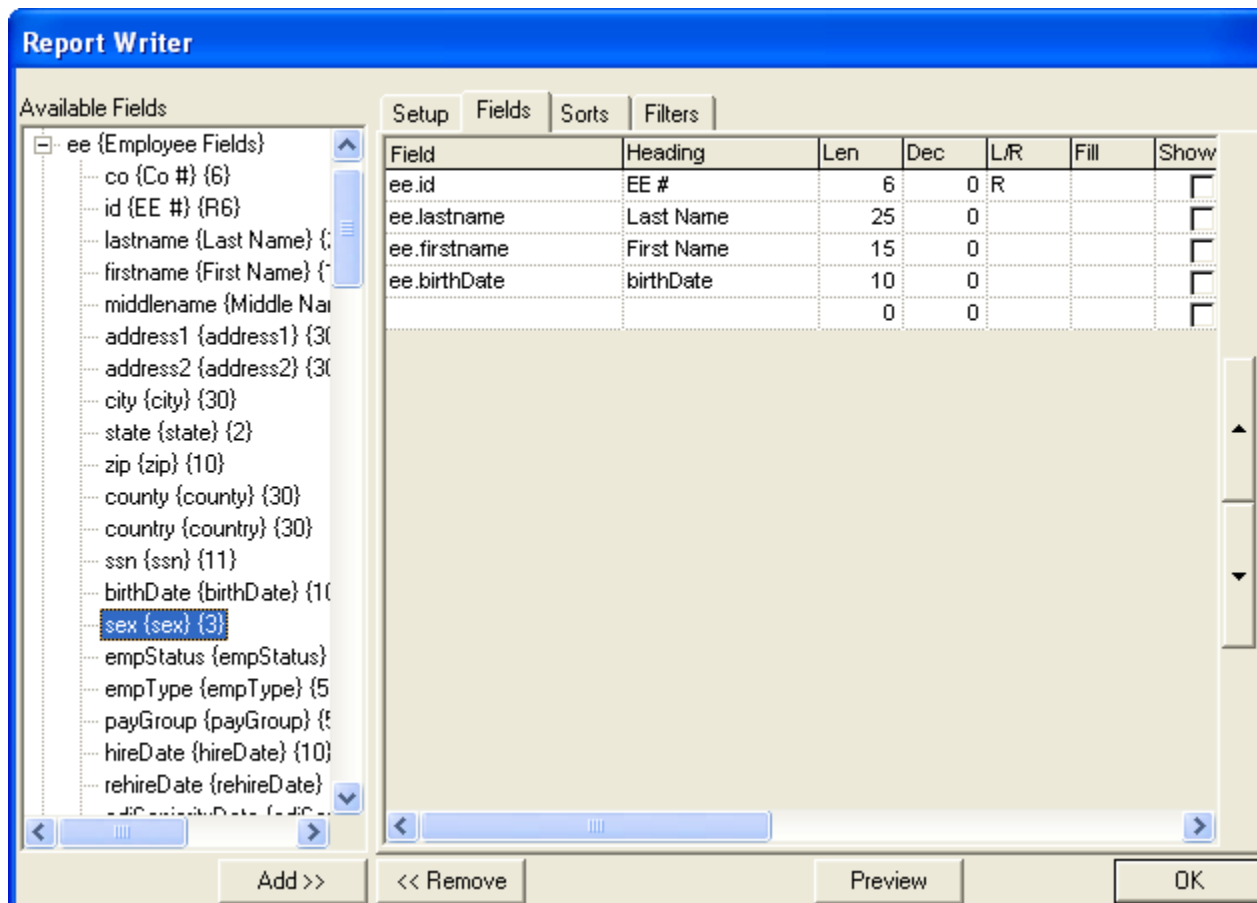 Report Writer
Available Fields
ee {Employee Fields}
co {Co #} {6}
id {EE #} {R6}
lastname {Last Name} {
firstname {First Name} {
middlename {Middle
address1 {address1} {30
address2 {address2} {30
city {city} {30}
state {state} {2}
zip {zip} {10}
county {county} {30}
country {country} {30}
ssn {ssn} {11}
birthDate {birthDate} {10
sex {sex} {3}
empStatus {empStatus}
empType {empType} {5
payGroup {payGroup} {5
hireDate {hireDate} {10}
rehireDate {rehireDate}
Add >>
Setup Fields Sorts Filters
Field Heading Len Dec L/R Fill Show
ee.id EE # 6 0 R
ee.lastname Last Name 25 0
ee.firstname First Name 15 0
ee.birthDate birthDate 10 0
0 0
<< Remove Preview OK